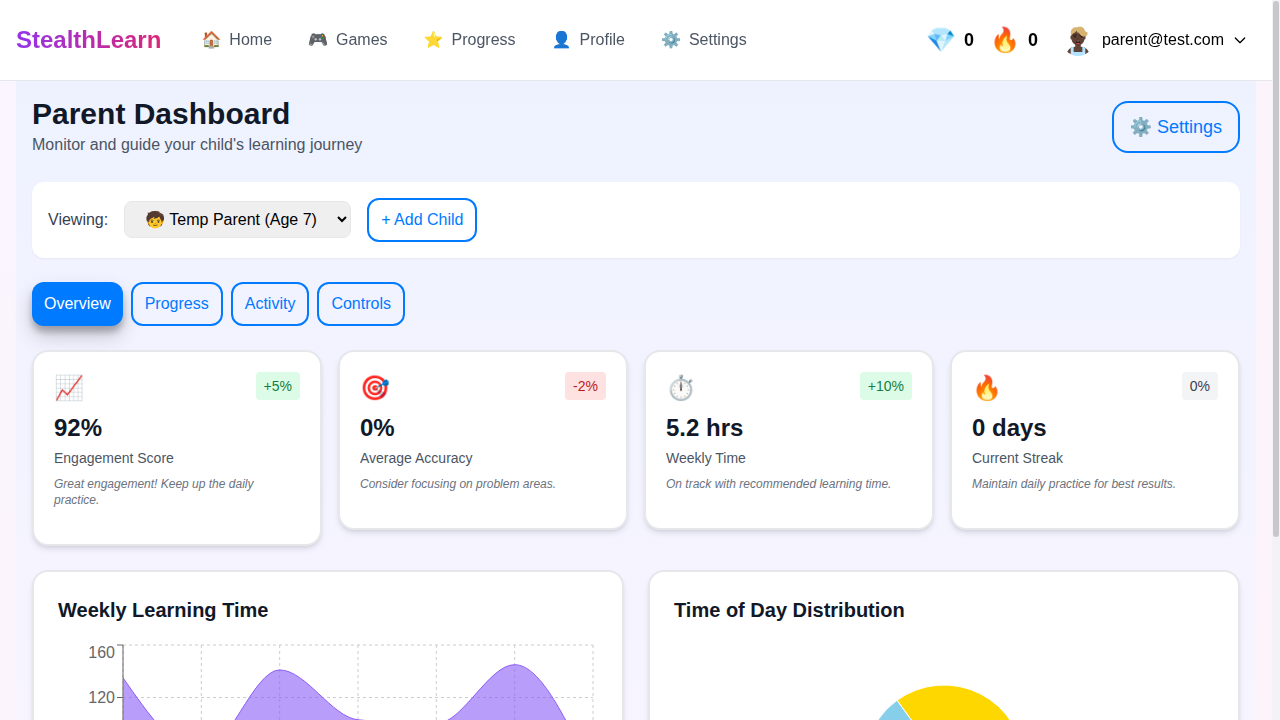 StealthLearn
Home
Games
Progress
Profile
Settings
0
0
parent@test.com
Parent Dashboard
Monitor and guide your child's learning journey
Settings
Viewing:
Temp Parent (Age 7)
+ Add Child
Overview
Progress
Activity
Controls
+5%
92%
Engagement Score
Great engagement! Keep up the daily
practice.
-2%
0%
Average Accuracy
Consider focusing on problem areas.
+10%
5.2 hrs
Weekly Time
On track with recommended learning time.
0%
0 days
Current Streak
Maintain daily practice for best results.
Weekly Learning Time
160
120
Time of Day Distribution